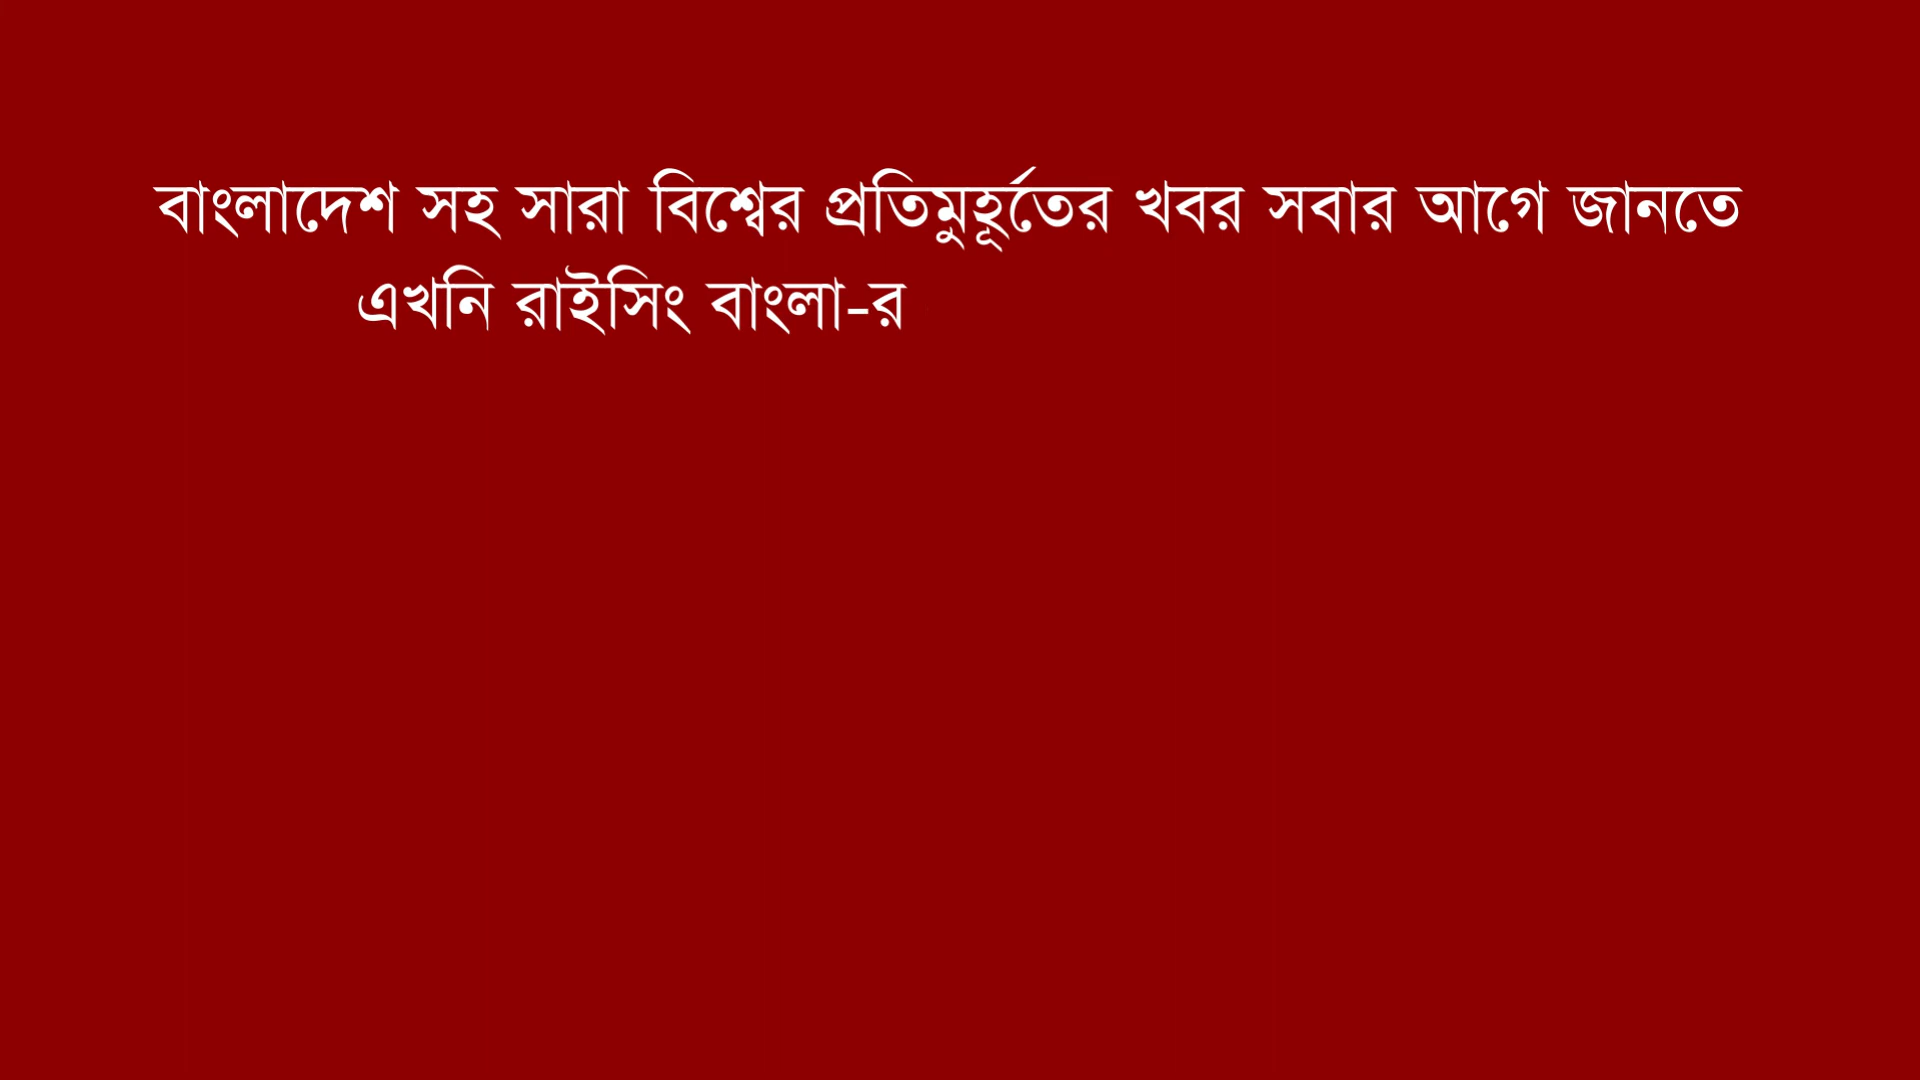 বাংলাদেশ সহ সারা বিশ্বের প্রতিমুহূর্তের খবর সবার আগে জানতে
এখনি রাইসিং বাংলা-র